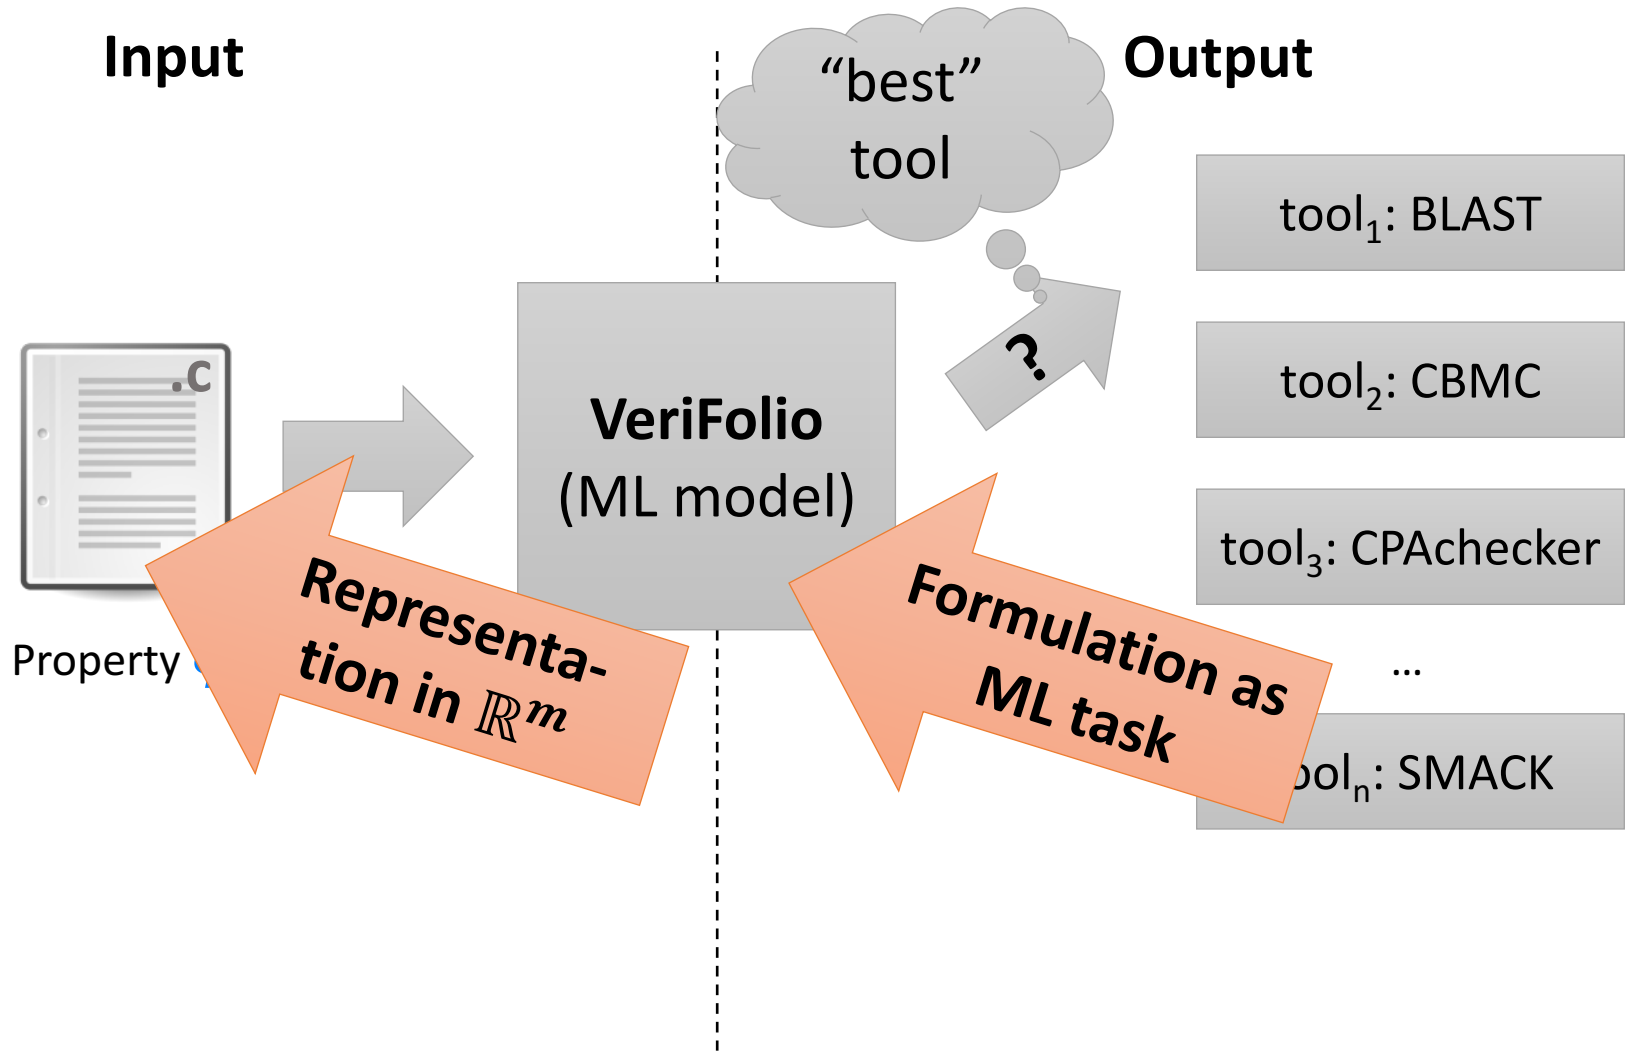 Input
Output
“best”
tool
.c
Property
VeriFolio
(ML model)
?
Representa-
tion in ℝᵐ
Formulation as
ML task
tool₁: BLAST
tool₂: CBMC
tool₃: CPAchecker
...
oolₙ: SMACK